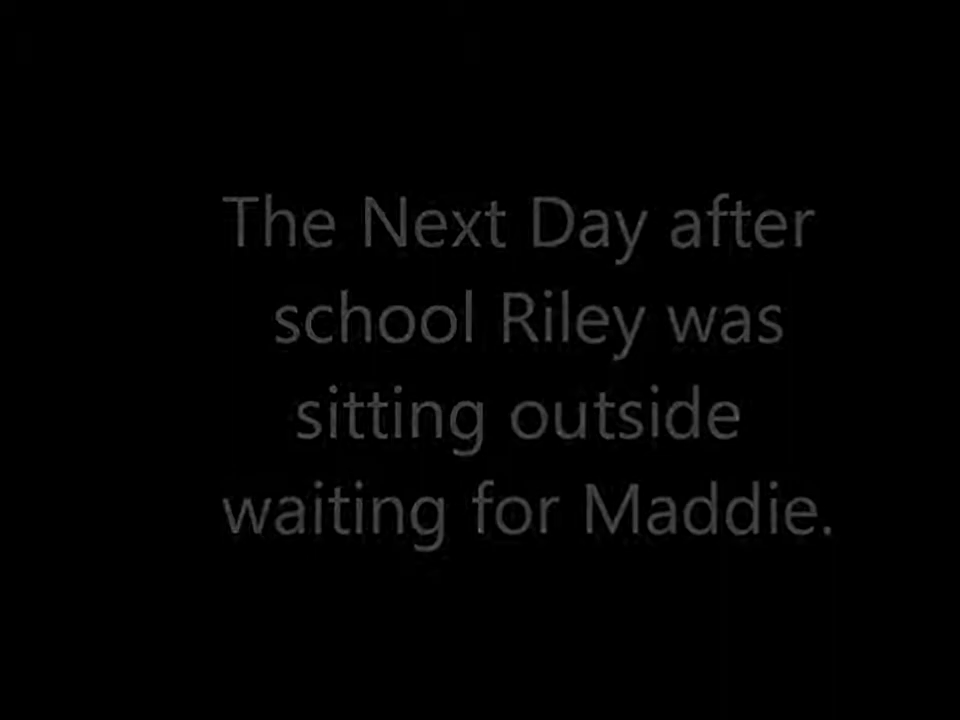 The Next Day after
school Riley was
sitting outside
waiting for Maddie.